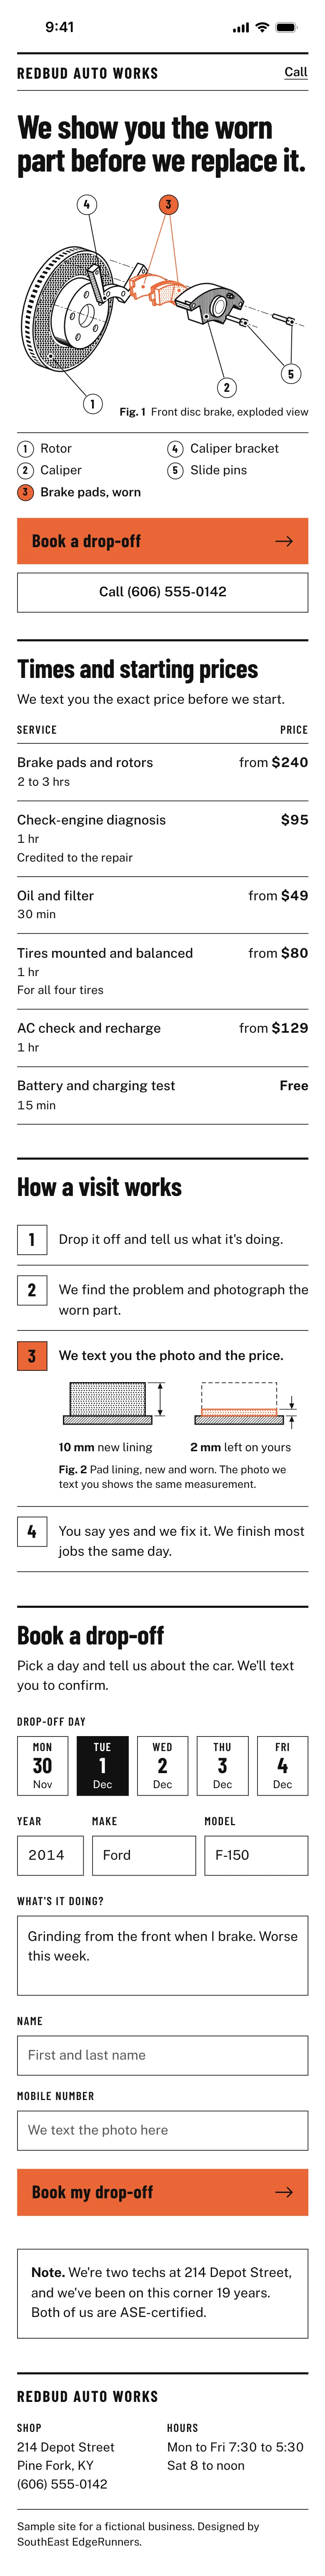 9:41
REDBUD AUTO WORKS
Call
We show you the worn
part before we replace it.
4
3
5
2
1
Fig. 1 Front disc brake, exploded view
1 Rotor
4 Caliper bracket
2 Caliper
5 Slide pins
3 Brake pads, worn
Book a drop-off
Call (606) 555-0142
Times and starting prices
We text you the exact price before we start.
SERVICE
PRICE
Brake pads and rotors
from $240
2 to 3 hrs
Check-engine diagnosis
$95
1 hr
Credited to the repair
Oil and filter
from $49
30 min
Tires mounted and balanced
from $80
1 hr
For all four tires
AC check and recharge
from $129
1 hr
Battery and charging test
Free
15 min
How a visit works
1
Drop it off and tell us what it's doing.
2
We find the problem and photograph the
worn part.
3
We text you the photo and the price.
10 mm new lining
2 mm left on yours
Fig. 2 Pad lining, new and worn. The photo we
text you shows the same measurement.
4
You say yes and we fix it. We finish most
jobs the same day.
Book a drop-off
Pick a day and tell us about the car. We'll text
you to confirm.
DROP-OFF DAY
MON
30
Nov
TUE
1
Dec
WED
2
Dec
THU
3
Dec
FRI
4
Dec
YEAR
MAKE
MODEL
2014
Ford
F-150
WHAT'S IT DOING?
Grinding from the front when I brake. Worse
this week.
NAME
First and last name
MOBILE NUMBER
We text the photo here
Book my drop-off
Note. We're two techs at 214 Depot Street,
and we've been on this corner 19 years.
Both of us are ASE-certified.
REDBUD AUTO WORKS
SHOP
214 Depot Street
Pine Fork, KY
(606) 555-0142
HOURS
Mon to Fri 7:30 to 5:30
Sat 8 to noon
Sample site for a fictional business. Designed by
SouthEast EdgeRunners.